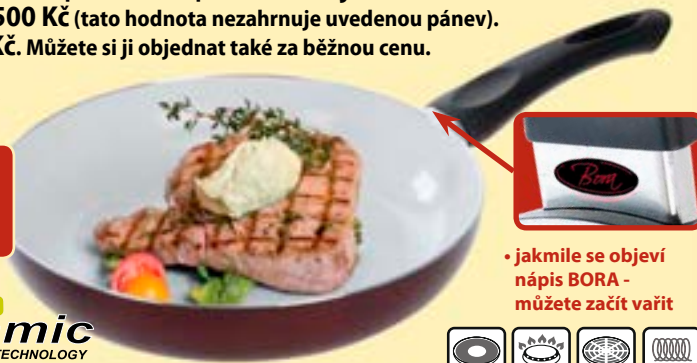 500 Kč (tato hodnota nezahrnuje uvedenou pánev).
Kč. Můžete si ji objednat také za běžnou cenu.
Bora
• jakmile se objeví
nápis BORA -
můžete začít vařit
mic
TECHNOLOGY